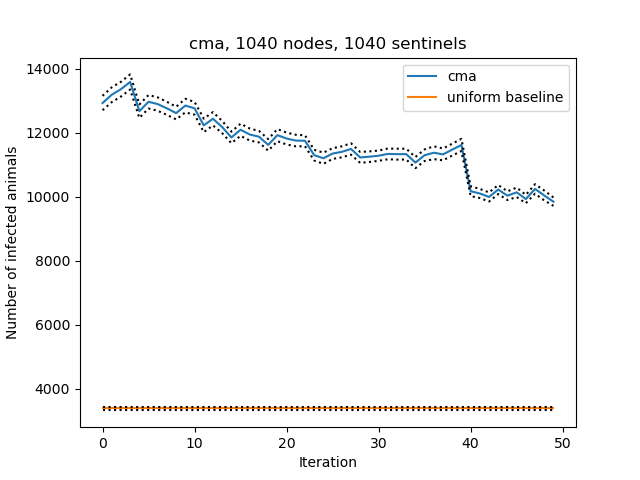 cma, 1040 nodes, 1040 sentinels
cma
uniform baseline
Number of infected animals
14000
12000
10000
8000
6000
4000
0 10 20 30 40 50
Iteration